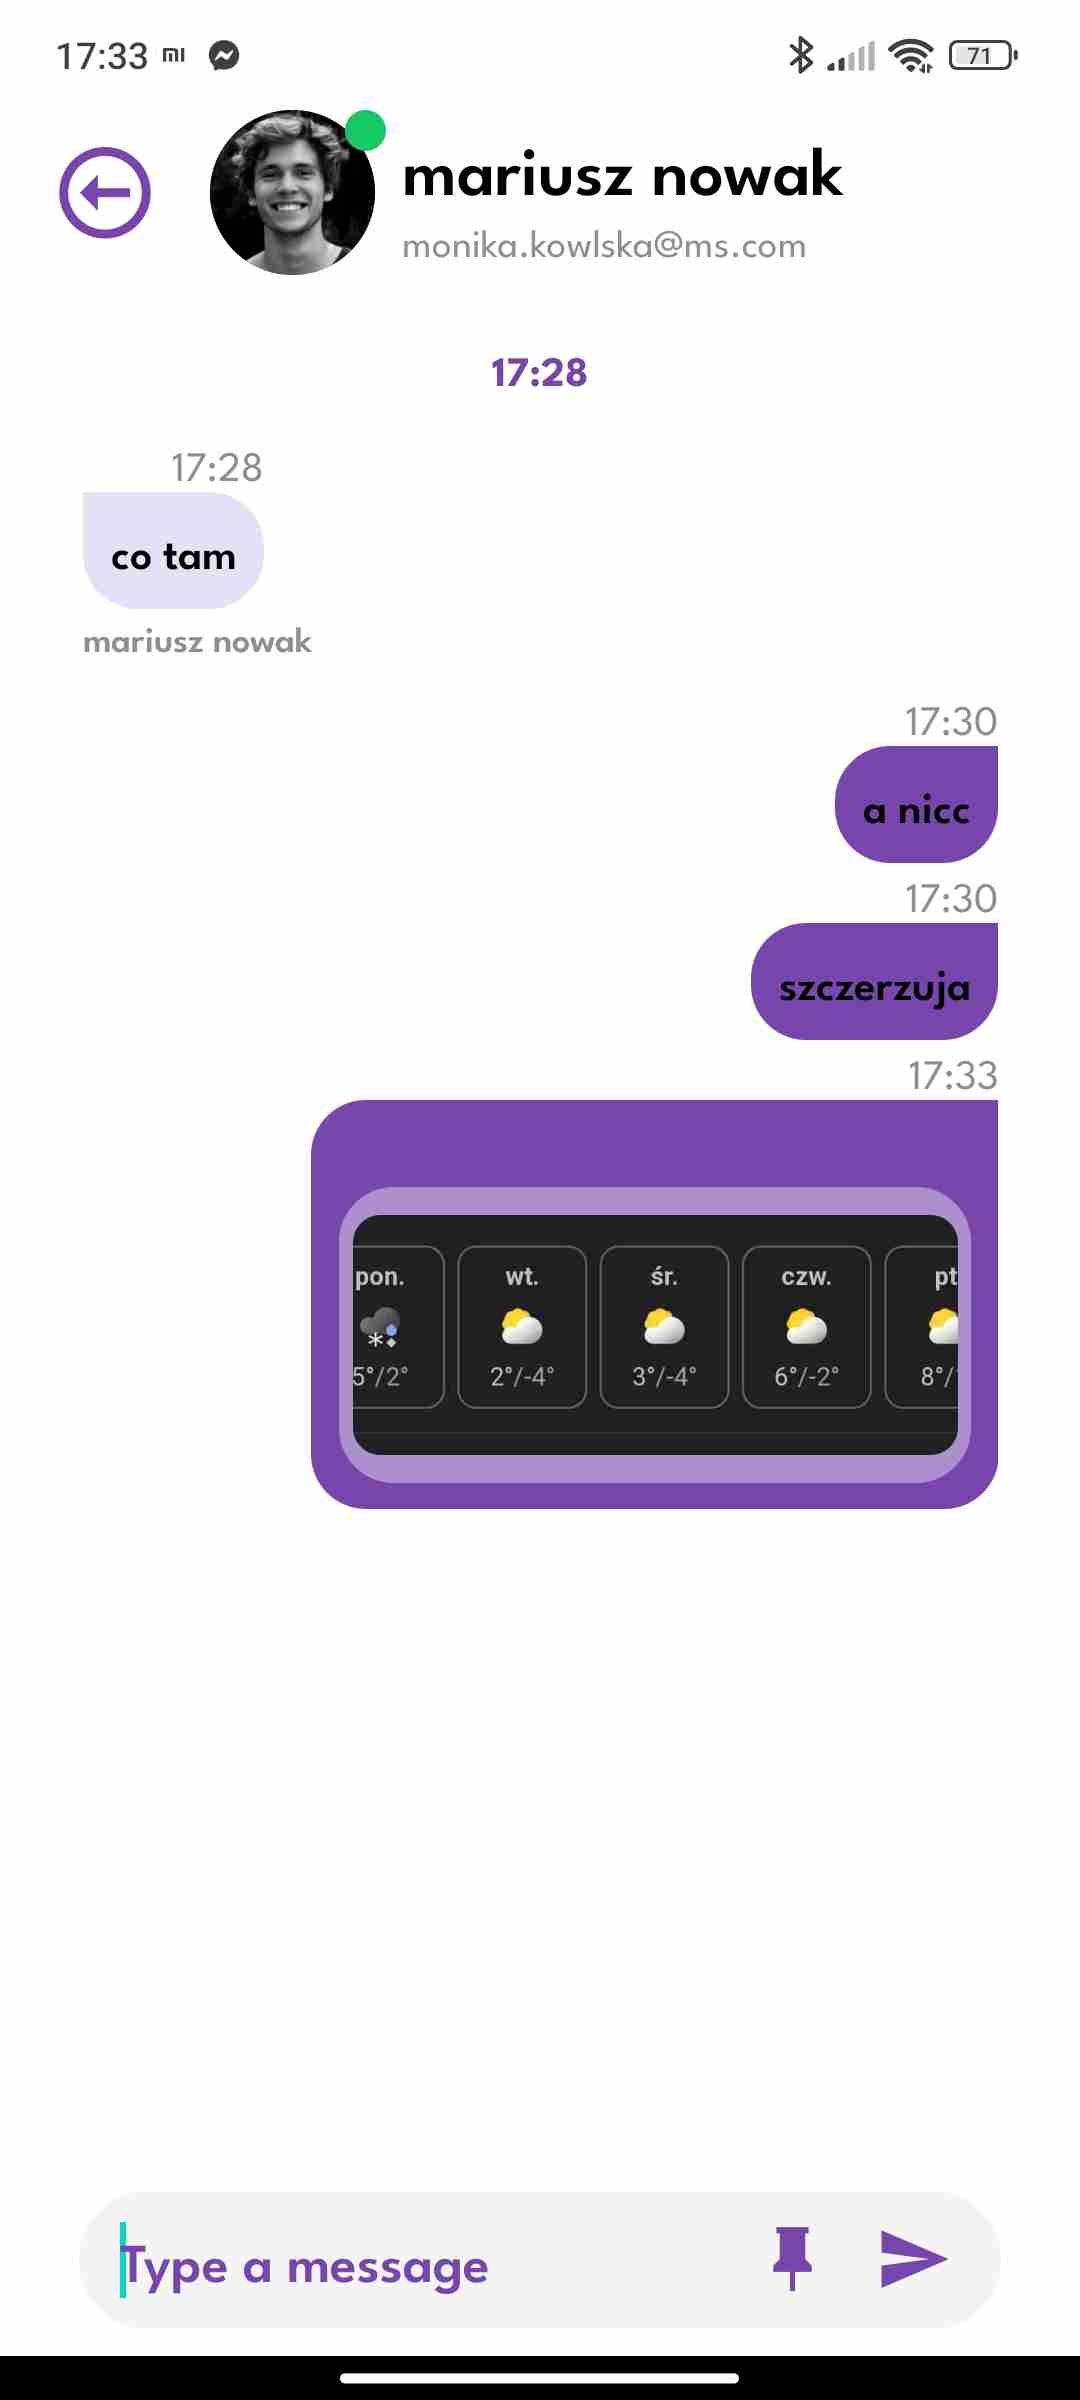 17:33
71
mariusz nowak
monika.kowlska@ms.com
17:28
17:28
co tam
mariusz nowak
17:30
a nicc
17:30
szczerzuja
17:33
pon. wt. śr. czw. pt
5°/2° 2°/-4° 3°/-4° 6°/-2° 8°/
Type a message